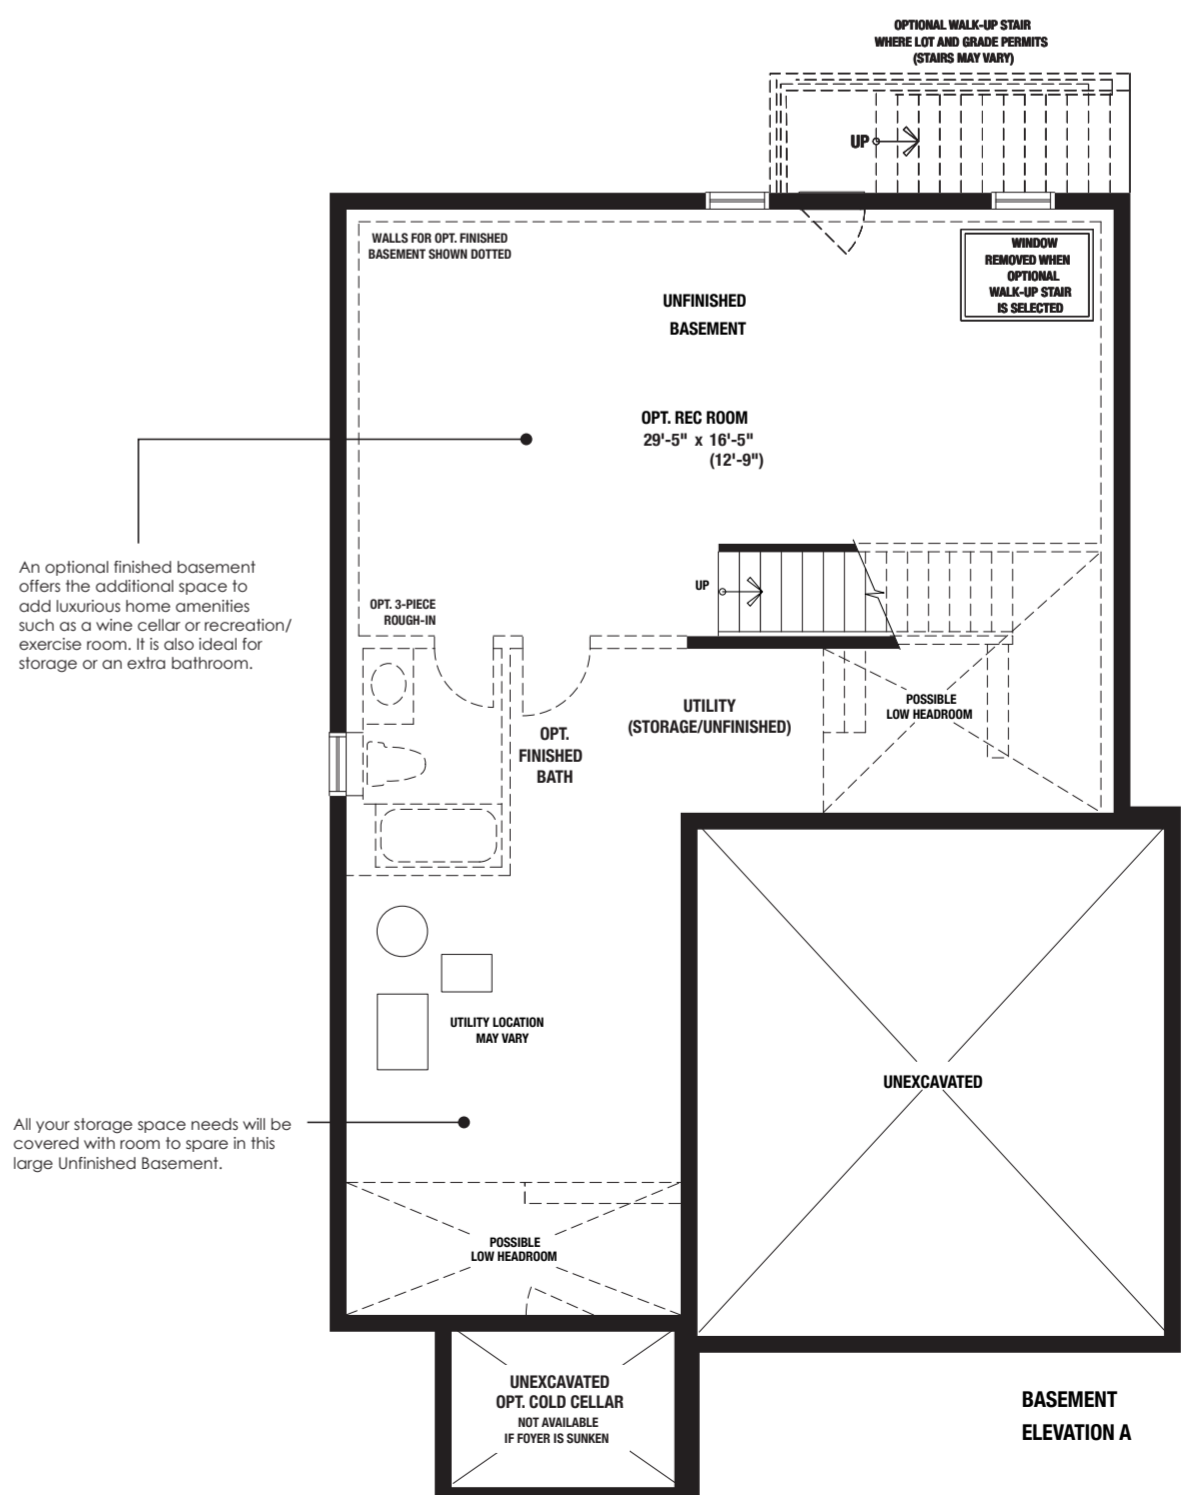 OPTIONAL WALK-UP STAIR
WHERE LOT AND GRADE PERMITS
(STAIRS MAY VARY)
UP
WALLS FOR OPT. FINISHED
BASEMENT SHOWN DOTTED
WINDOW
REMOVED WHEN
OPTIONAL
WALK-UP STAIR
IS SELECTED
UNFINISHED
BASEMENT
OPT. REC ROOM
29'-5" x 16'-5"
(12'-9")
An optional finished basement
offers the additional space to
add luxurious home amenities
such as a wine cellar or recreation/
exercise room. It is also ideal for
storage or an extra bathroom.
UP
OPT. 3-PIECE
ROUGH-IN
UTILITY
(STORAGE/UNFINISHED)
POSSIBLE
LOW HEADROOM
OPT.
FINISHED
BATH
UTILITY LOCATION
MAY VARY
UNEXCAVATED
All your storage space needs will be
covered with room to spare in this
large Unfinished Basement.
POSSIBLE
LOW HEADROOM
UNEXCAVATED
OPT. COLD CELLAR
NOT AVAILABLE
IF FOYER IS SUNKEN
BASEMENT
ELEVATION A